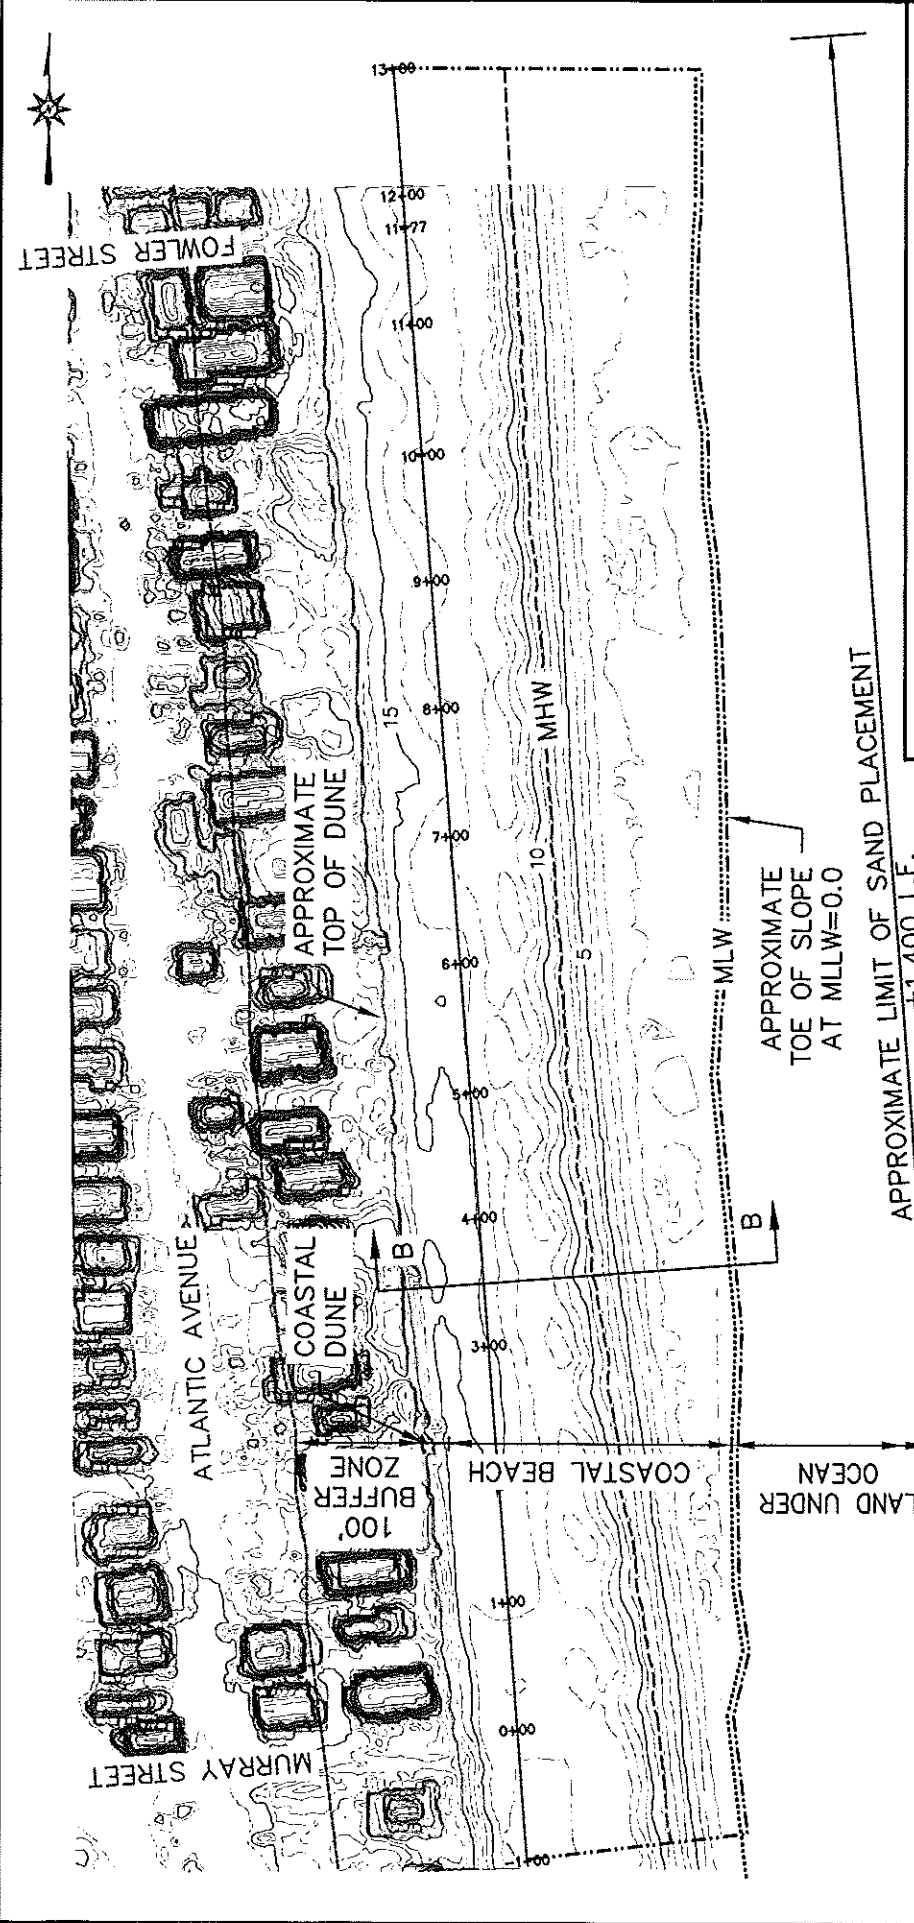 FOWLER STREET
ATLANTIC AVENUE
MURRAY STREET
COASTAL
DUNE
APPROXIMATE
TOP OF DUNE
100'
BUFFER
ZONE
COASTAL BEACH
LAND UNDER
OCEAN
B
B
-1+00
0+00
1+00
3+00
4+00
5+00
6+00
7+00
8+00
9+00
10+00
11+00
11+77
12+00
13+00
15
10
5
MHW
MLW
APPROXIMATE
TOE OF SLOPE
AT MLLW=0.0
APPROXIMATE LIMIT OF SAND PLACEMENT
±1,400 L.F.